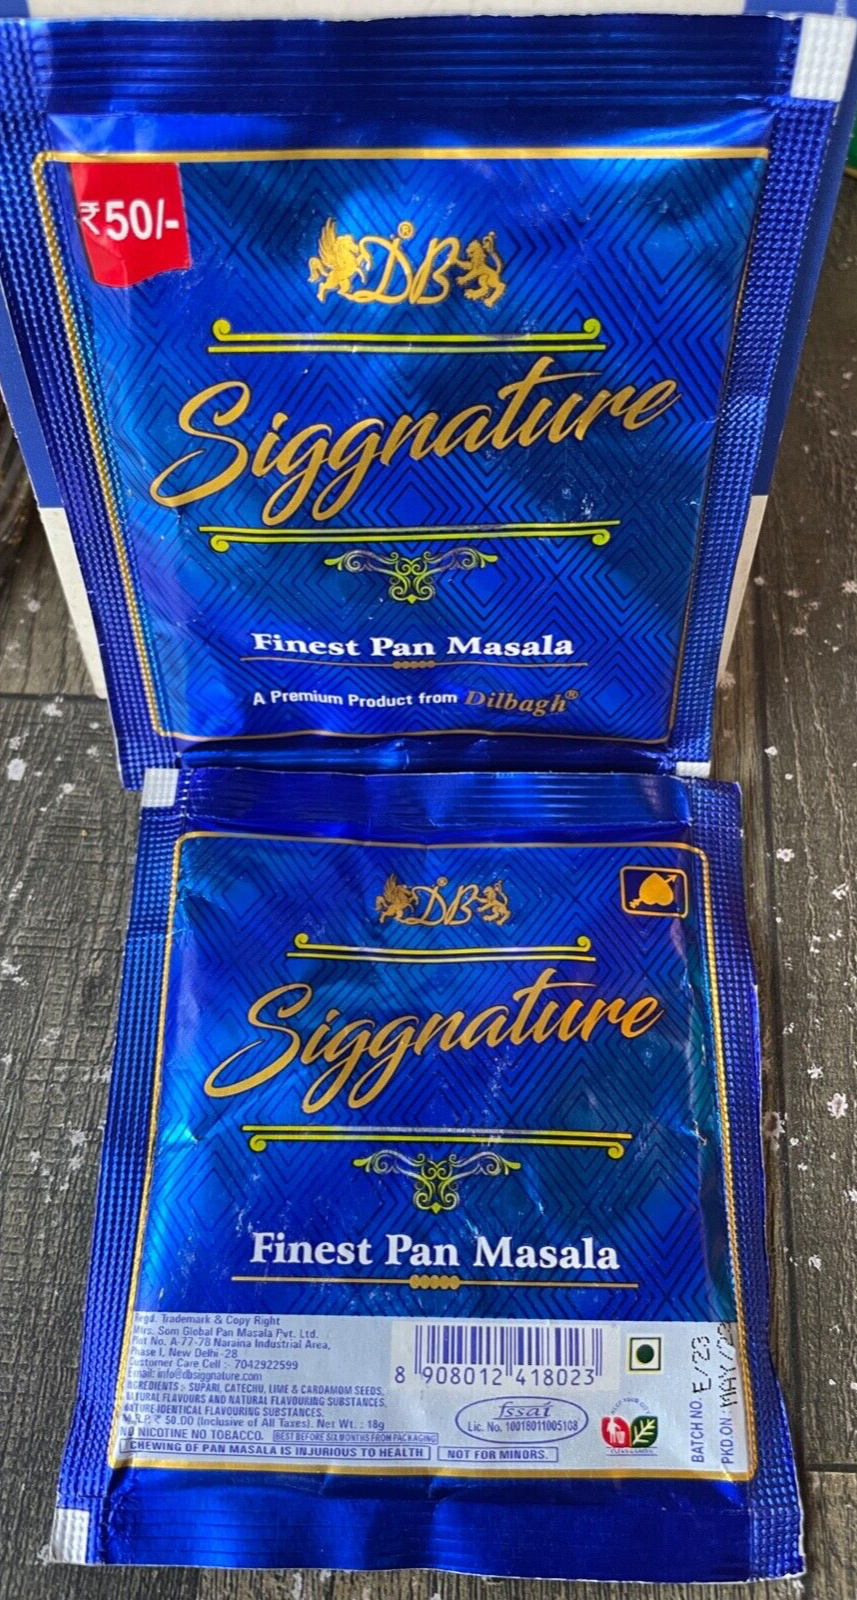 ₹50/-
DB®
Siggnature
Finest Pan Masala
A Premium Product from Dilbagh®
DB®
Siggnature
Finest Pan Masala
Regd. Trademark & Copy Right
Mrs. Som Global Pan Masala Pvt. Ltd.
Plot No. A-77-78 Naraina Industrial Area,
Phase I, New Delhi-28
Customer Care Cell :- 7042922599
Email: info@dbsiggnature.com
INGREDIENTS :- SUPARI, CATECHU, LIME & CARDAMOM SEEDS,
NATURAL FLAVOURS AND NATURAL FLAVOURING SUBSTANCES,
NATURE-IDENTICAL FLAVOURING SUBSTANCES.
M.R.P. ₹ 50.00 (Inclusive of All Taxes). Net Wt. : 18g
NO NICOTINE NO TOBACCO. BEST BEFORE SIX MONTHS FROM PACKAGING
CHEWING OF PAN MASALA IS INJURIOUS TO HEALTH
NOT FOR MINORS.
8 908012 418023
fssai
Lic. No. 10018011005108
KEEP YOUR CITY
BATCH NO. E/23
PKD.ON. MAY/23